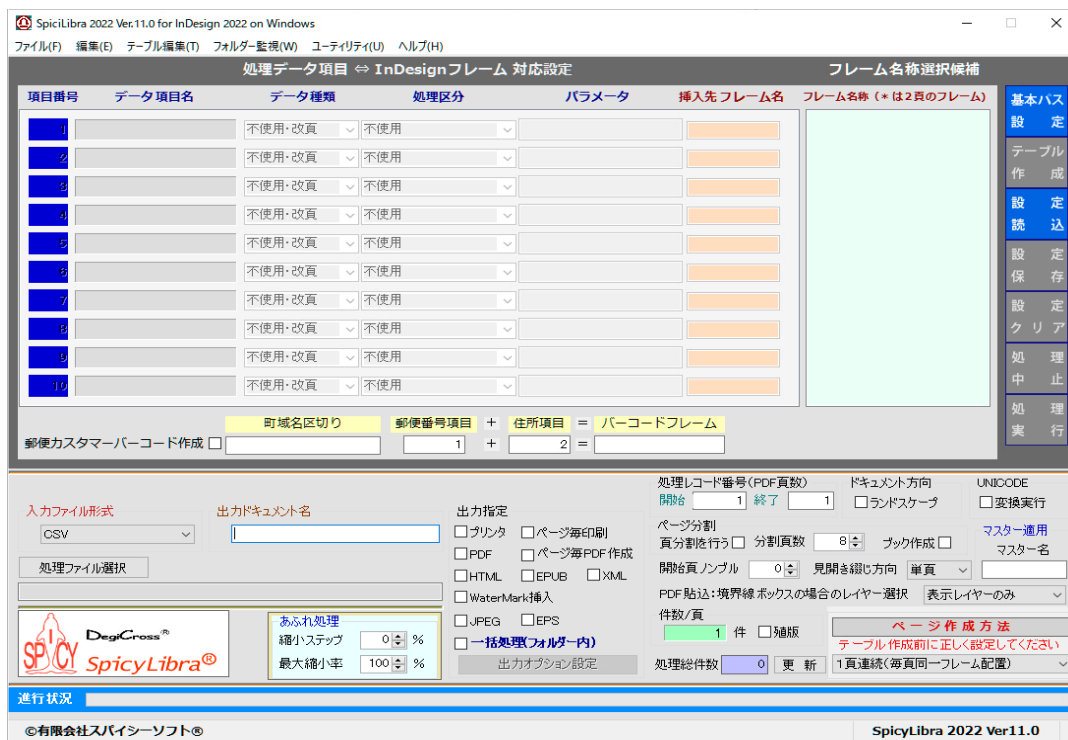 SpiciLibra 2022 Ver.11.0 for InDesign 2022 on Windows
ファイル(F) 編集(E) テーブル編集(T) フォルダー監視(W) ユーティリティ(U) ヘルプ(H)
処理データ項目 ⇔ InDesignフレーム 対応設定 フレーム名称選択候補
項目番号 データ項目名 データ種類 処理区分 パラメータ 挿入先フレーム名 フレーム名称 (* は2頁のフレーム)
1 不使用・改頁 不使用
2 不使用・改頁 不使用
3 不使用・改頁 不使用
4 不使用・改頁 不使用
5 不使用・改頁 不使用
6 不使用・改頁 不使用
7 不使用・改頁 不使用
8 不使用・改頁 不使用
9 不使用・改頁 不使用
10 不使用・改頁 不使用
基本パス
設 定
テーブル
作 成
設 定
読 込
設 定
保 存
設 定
クリア
処 理
中 止
処 理
実 行
町域名区切り 郵便番号項目 + 住所項目 = バーコードフレーム
郵便カスタマーバーコード作成 1 + 2 =
入力ファイル形式
CSV
処理ファイル選択
出力ドキュメント名
出力指定
プリンタ ページ毎印刷
PDF ページ毎PDF作成
HTML EPUB XML
WaterMark挿入
JPEG EPS
一括処理(フォルダー内)
出力オプション設定
処理レコード番号(PDF頁数)
開始 1 終了 1
ドキュメント方向
ランドスケープ
UNICODE
変換実行
ページ分割
頁分割を行う 分割頁数 8 ブック作成
マスター適用
マスター名
開始頁ノンブル 0 見開き綴じ方向 単頁
PDF貼込:境界線ボックスの場合のレイヤー選択 表示レイヤーのみ
件数/頁
1 件 殖版
処理総件数 0 更 新
ページ作成方法
テーブル作成前に正しく設定してください
1頁連続(毎頁同一フレーム配置)
SPICY
DegiCross®
SpicyLibra®
あふれ処理
縮小ステップ 0 %
最大縮小率 100 %
進行状況
©有限会社スパイシーソフト® SpicyLibra 2022 Ver11.0